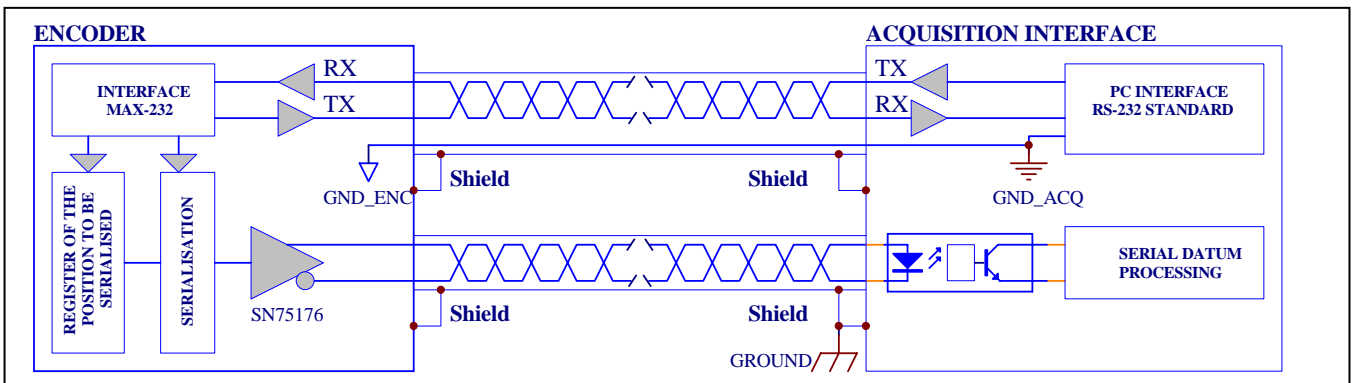 ENCODER
ACQUISITION INTERFACE
INTERFACE
MAX-232
RX
TX
TX
RX
PC INTERFACE
RS-232 STANDARD
GND_ENC
Shield
Shield
GND_ACQ
REGISTER OF THE
POSITION TO BE
SERIALISED
SERIALISATION
SN75176
Shield
Shield
GROUND
SERIAL DATUM
PROCESSING